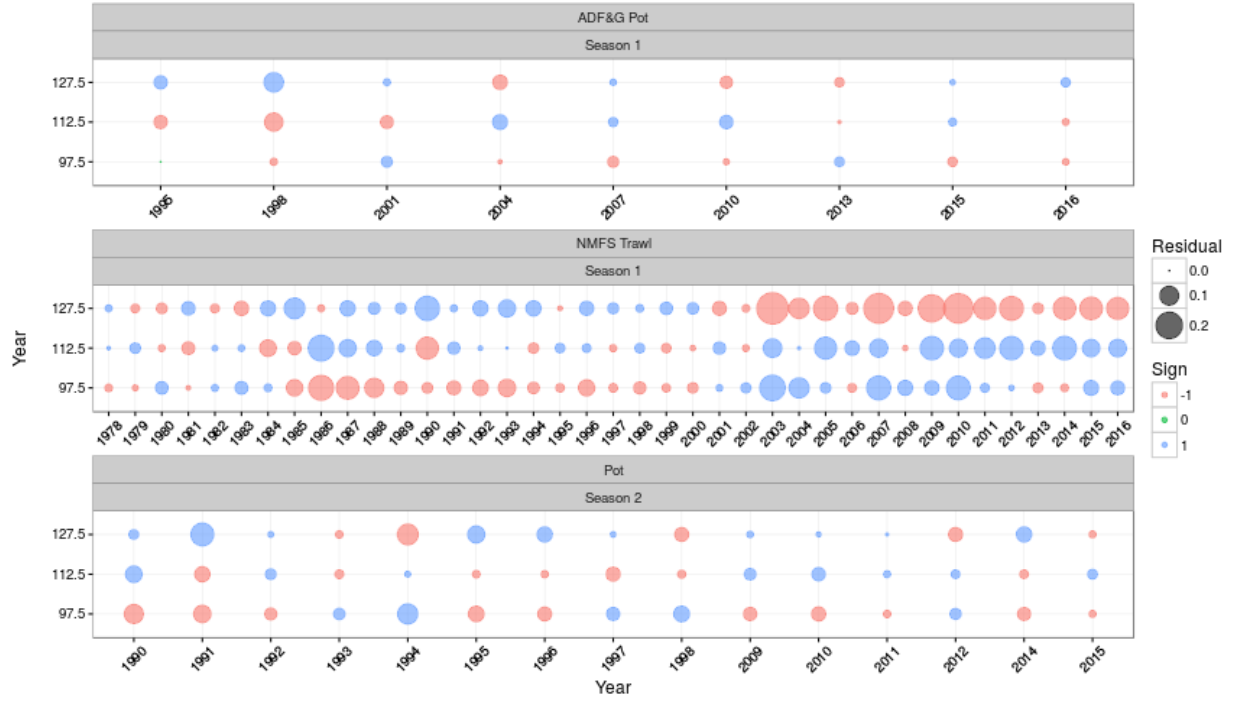 ADF&G Pot
Season 1
127.5
112.5
97.5
1995 1998 2001 2004 2007 2010 2013 2015 2016
NMFS Trawl
Season 1
127.5
112.5
97.5
1978 1979 1980 1981 1982 1983 1984 1985 1986 1987 1988 1989 1990 1991 1992 1993 1994 1995 1996 1997 1998 1999 2000 2001 2002 2003 2004 2005 2006 2007 2008 2009 2010 2011 2012 2013 2014 2015 2016
Pot
Season 2
127.5
112.5
97.5
1990 1991 1992 1993 1994 1995 1996 1997 1998 2009 2010 2011 2012 2014 2015
Year
Year
Residual
0.0
0.1
0.2
Sign
-1
0
1